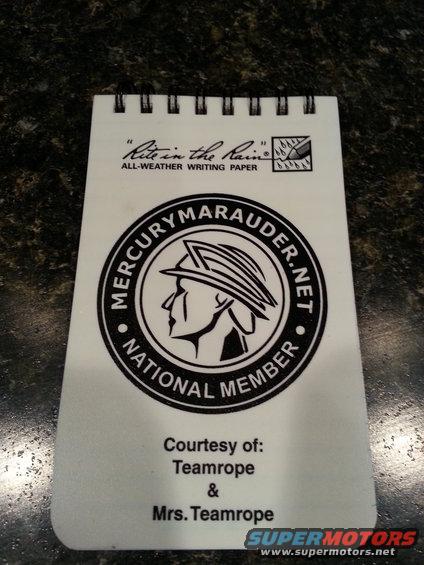 "Rite in the Rain"®
ALL-WEATHER WRITING PAPER
MERCURYMARAUDER.NET
• NATIONAL MEMBER •
Courtesy of:
Teamrope
&
Mrs. Teamrope
SUPERMOTORS
www.supermotors.net